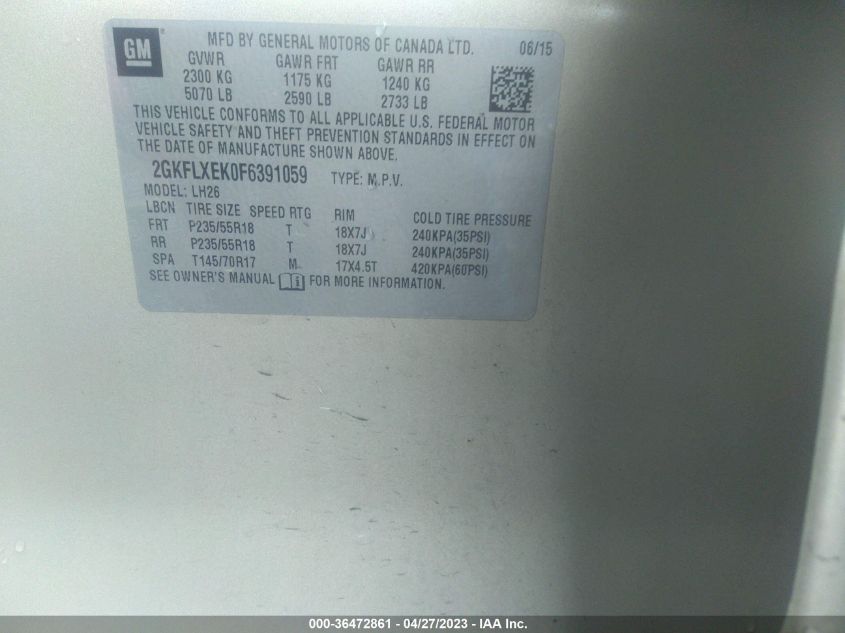 GM
MFD BY GENERAL MOTORS OF CANADA LTD. 06/15
GVWR GAWR FRT GAWR RR
2300 KG 1175 KG 1240 KG
5070 LB 2590 LB 2733 LB
THIS VEHICLE CONFORMS TO ALL APPLICABLE U.S. FEDERAL MOTOR
VEHICLE SAFETY AND THEFT PREVENTION STANDARDS IN EFFECT ON
THE DATE OF MANUFACTURE SHOWN ABOVE.
2GKFLXEK0F6391059 TYPE: M.P.V.
MODEL: LH26
LBCN TIRE SIZE SPEED RTG RIM COLD TIRE PRESSURE
FRT P235/55R18 T 18X7J 240KPA(35PSI)
RR P235/55R18 T 18X7J 240KPA(35PSI)
SPA T145/70R17 M 17X4.5T 420KPA(60PSI)
SEE OWNER'S MANUAL i FOR MORE INFORMATION.
000-36472861 - 04/27/2023 - IAA Inc.